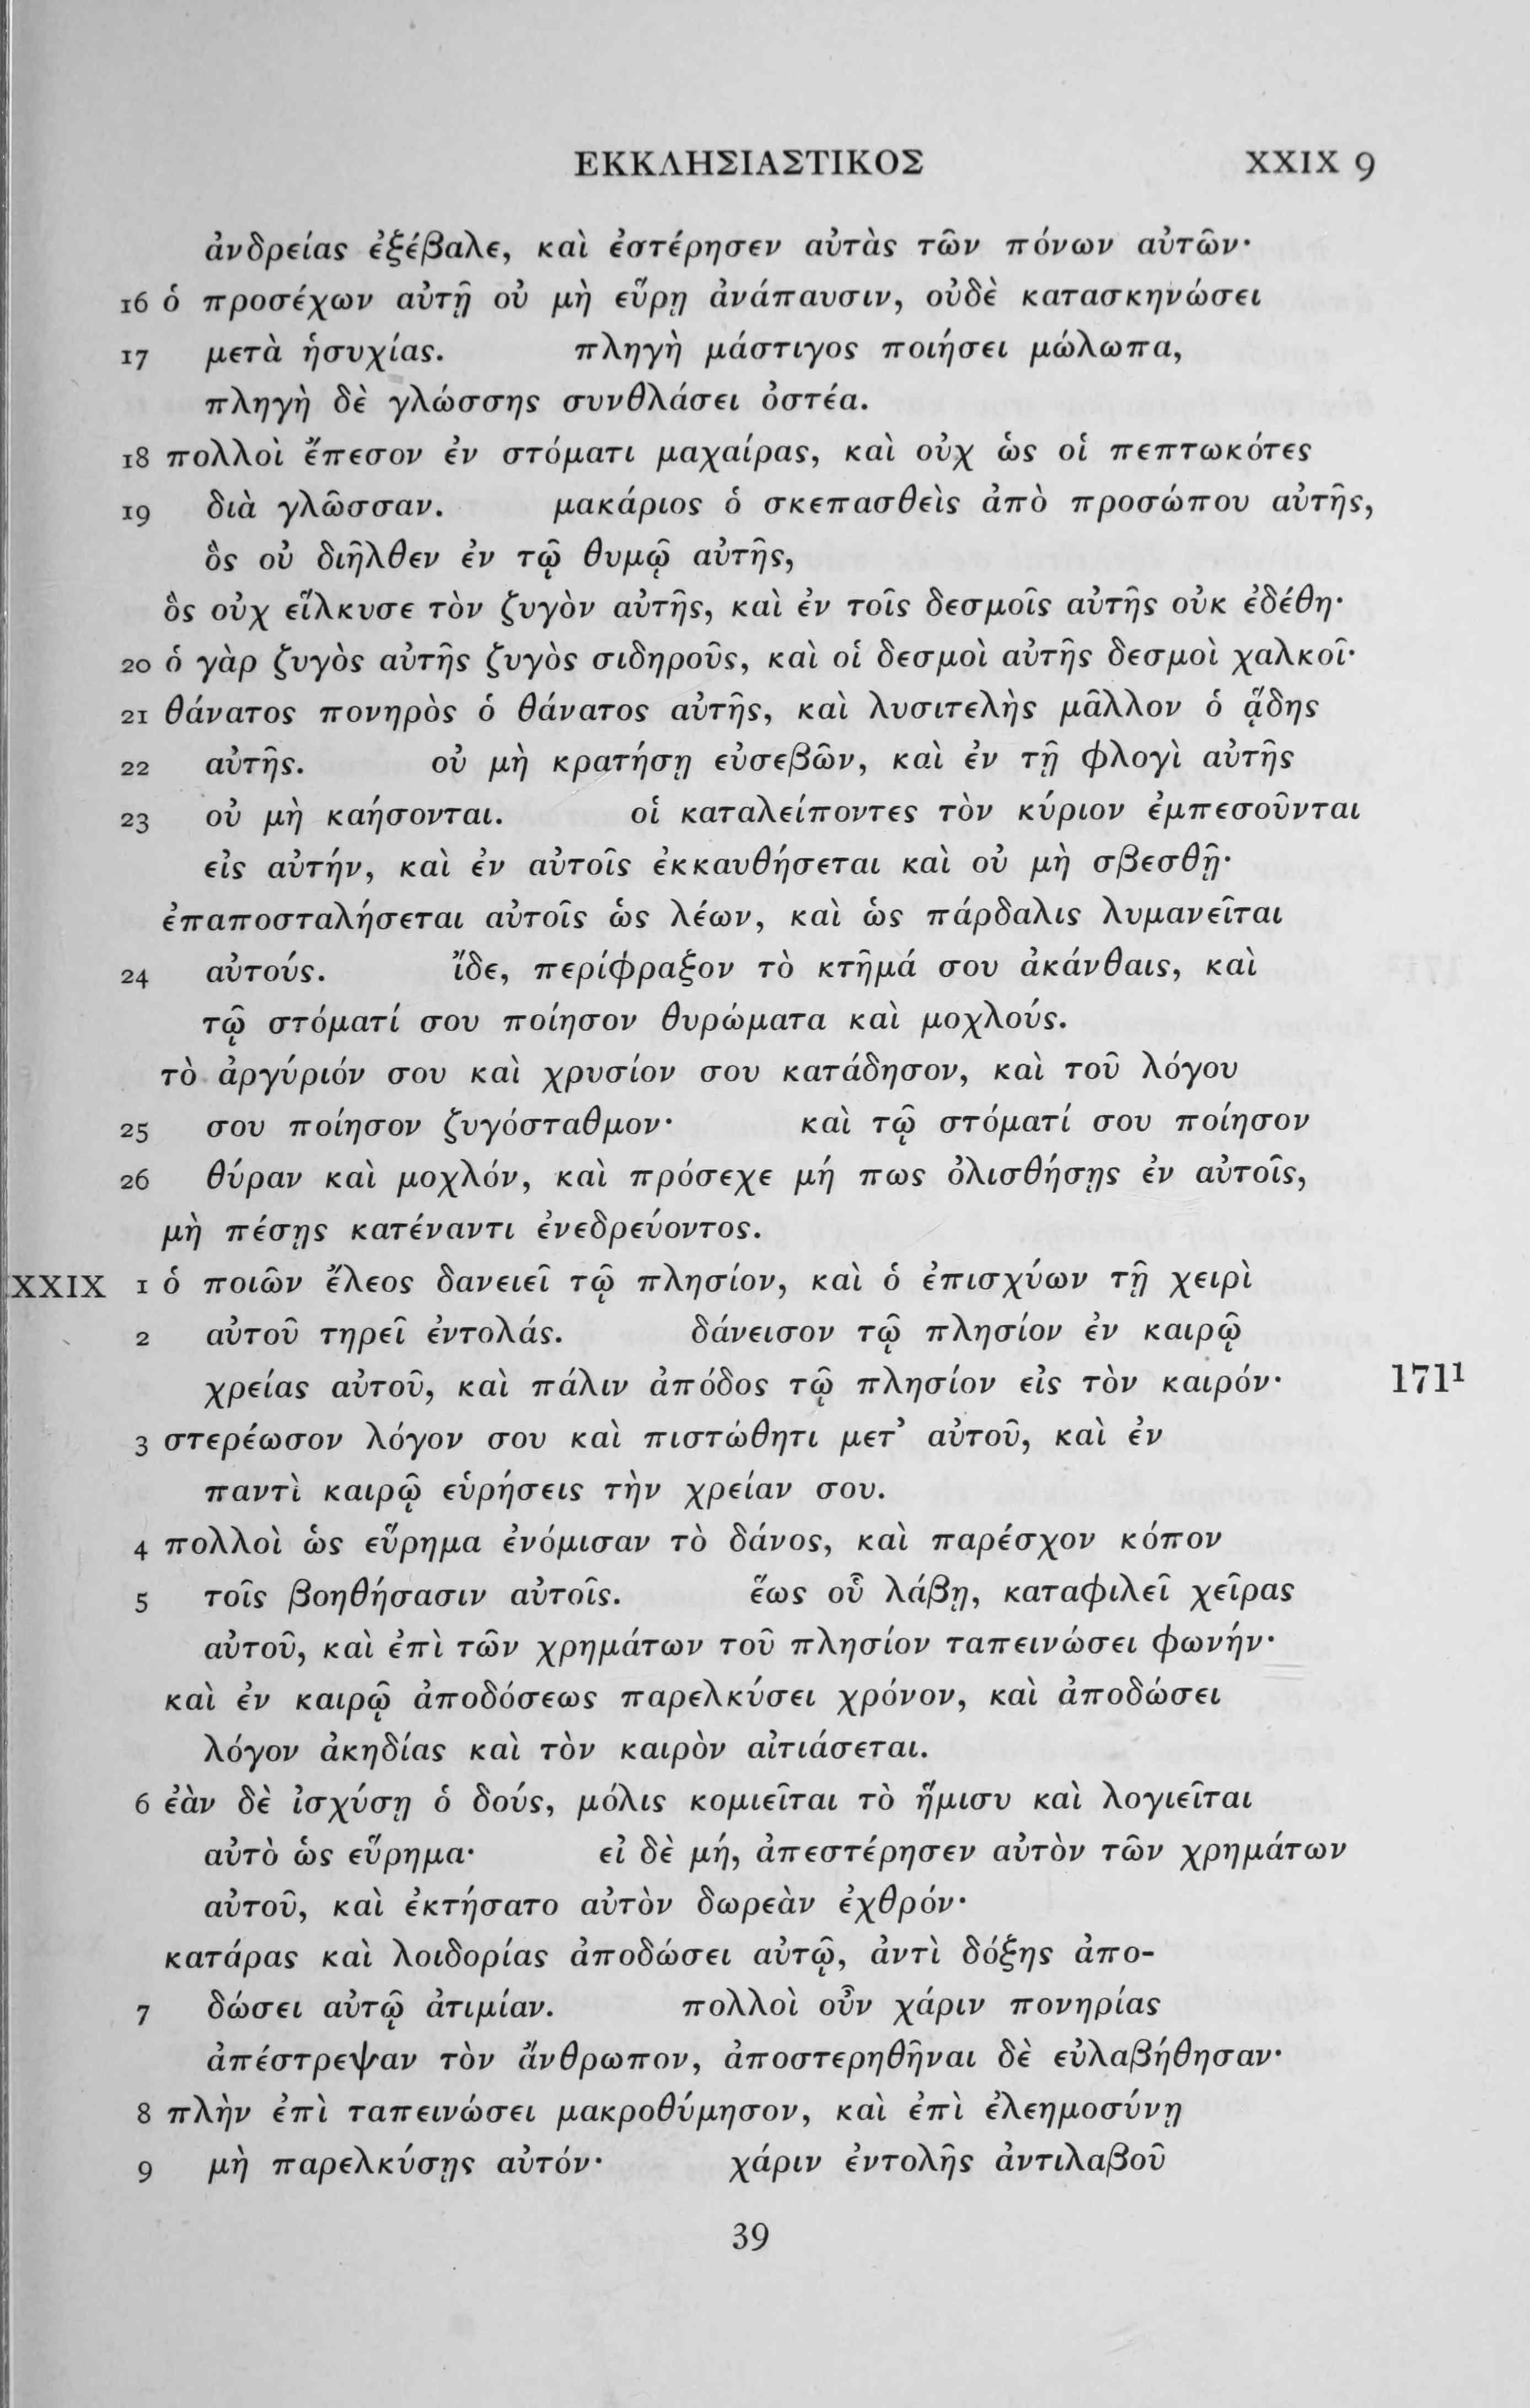 ΕΚΚΛΗΣΙΑΣΤΙΚΟΣ XXIX 9
ἀνδρείας ἐξέβαλε, καὶ ἐστέρησεν αὐτὰς τῶν πόνων αὐτῶν·
16 ὁ προσέχων αὐτῇ οὐ μὴ εὕρῃ ἀνάπαυσιν, οὐδὲ κατασκηνώσει
17 μετὰ ἡσυχίας. πληγὴ μάστιγος ποιήσει μώλωπα,
πληγὴ δὲ γλώσσης συνθλάσει ὀστέα.
18 πολλοὶ ἔπεσον ἐν στόματι μαχαίρας, καὶ οὐχ ὡς οἱ πεπτωκότες
19 διὰ γλῶσσαν. μακάριος ὁ σκεπασθεὶς ἀπὸ προσώπου αὐτῆς,
ὃς οὐ διῆλθεν ἐν τῷ θυμῷ αὐτῆς,
ὃς οὐχ εἵλκυσε τὸν ζυγὸν αὐτῆς, καὶ ἐν τοῖς δεσμοῖς αὐτῆς οὐκ ἐδέθη·
20 ὁ γὰρ ζυγὸς αὐτῆς ζυγὸς σιδηροῦς, καὶ οἱ δεσμοὶ αὐτῆς δεσμοὶ χαλκοῖ·
21 θάνατος πονηρὸς ὁ θάνατος αὐτῆς, καὶ λυσιτελὴς μᾶλλον ὁ ᾅδης
22 αὐτῆς. οὐ μὴ κρατήσῃ εὐσεβῶν, καὶ ἐν τῇ φλογὶ αὐτῆς
23 οὐ μὴ καήσονται. οἱ καταλείποντες τὸν κύριον ἐμπεσοῦνται
εἰς αὐτήν, καὶ ἐν αὐτοῖς ἐκκαυθήσεται καὶ οὐ μὴ σβεσθῇ·
ἐπαποσταλήσεται αὐτοῖς ὡς λέων, καὶ ὡς πάρδαλις λυμανεῖται
24 αὐτούς. ἴδε, περίφραξον τὸ κτῆμά σου ἀκάνθαις, καὶ
τῷ στόματί σου ποίησον θυρώματα καὶ μοχλούς.
τὸ ἀργύριόν σου καὶ χρυσίον σου κατάδησον, καὶ τοῦ λόγου
25 σου ποίησον ζυγόσταθμον· καὶ τῷ στόματί σου ποίησον
26 θύραν καὶ μοχλόν, καὶ πρόσεχε μή πως ὀλισθήσῃς ἐν αὐτοῖς,
μὴ πέσῃς κατέναντι ἐνεδρεύοντος.
XXIX 1 ὁ ποιῶν ἔλεος δανειεῖ τῷ πλησίον, καὶ ὁ ἐπισχύων τῇ χειρὶ
2 αὐτοῦ τηρεῖ ἐντολάς. δάνεισον τῷ πλησίον ἐν καιρῷ
χρείας αὐτοῦ, καὶ πάλιν ἀπόδος τῷ πλησίον εἰς τὸν καιρόν· 171¹
3 στερέωσον λόγον σου καὶ πιστώθητι μετ’ αὐτοῦ, καὶ ἐν
παντὶ καιρῷ εὑρήσεις τὴν χρείαν σου.
4 πολλοὶ ὡς εὕρημα ἐνόμισαν τὸ δάνος, καὶ παρέσχον κόπον
5 τοῖς βοηθήσασιν αὐτοῖς. ἕως οὗ λάβῃ, καταφιλεῖ χεῖρας
αὐτοῦ, καὶ ἐπὶ τῶν χρημάτων τοῦ πλησίον ταπεινώσει φωνήν·
καὶ ἐν καιρῷ ἀποδόσεως παρελκύσει χρόνον, καὶ ἀποδώσει
λόγον ἀκηδίας καὶ τὸν καιρὸν αἰτιάσεται.
6 ἐὰν δὲ ἰσχύσῃ ὁ δούς, μόλις κομιεῖται τὸ ἥμισυ καὶ λογιεῖται
αὐτὸ ὡς εὕρημα· εἰ δὲ μή, ἀπεστέρησεν αὐτὸν τῶν χρημάτων
αὐτοῦ, καὶ ἐκτήσατο αὐτὸν δωρεὰν ἐχθρόν·
κατάρας καὶ λοιδορίας ἀποδώσει αὐτῷ, ἀντὶ δόξης ἀπο-
7 δώσει αὐτῷ ἀτιμίαν. πολλοὶ οὖν χάριν πονηρίας
ἀπέστρεψαν τὸν ἄνθρωπον, ἀποστερηθῆναι δὲ εὐλαβήθησαν·
8 πλὴν ἐπὶ ταπεινώσει μακροθύμησον, καὶ ἐπὶ ἐλεημοσύνῃ
9 μὴ παρελκύσῃς αὐτόν· χάριν ἐντολῆς ἀντιλαβοῦ
39